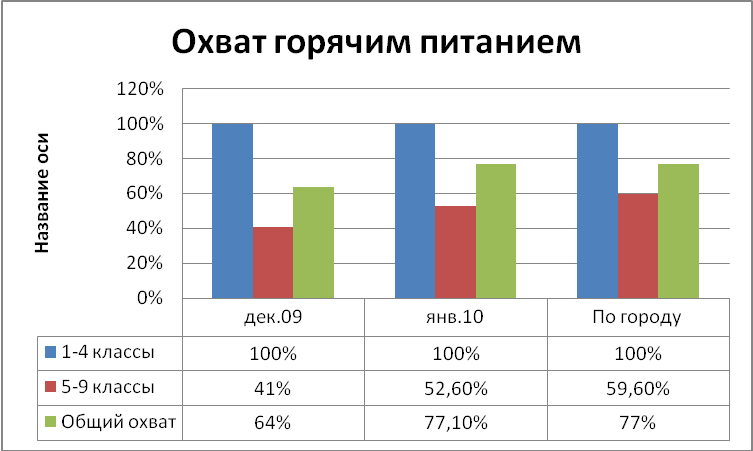 Охват горячим питанием
Название оси
120%
100%
80%
60%
40%
20%
0%
дек.09 янв.10 По городу
1-4 классы 100% 100% 100%
5-9 классы 41% 52,60% 59,60%
Общий охват 64% 77,10% 77%